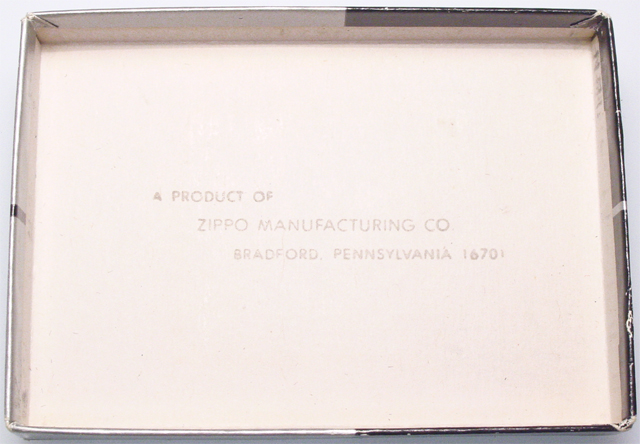 A PRODUCT OF
ZIPPO MANUFACTURING CO.
BRADFORD, PENNSYLVANIA 16701